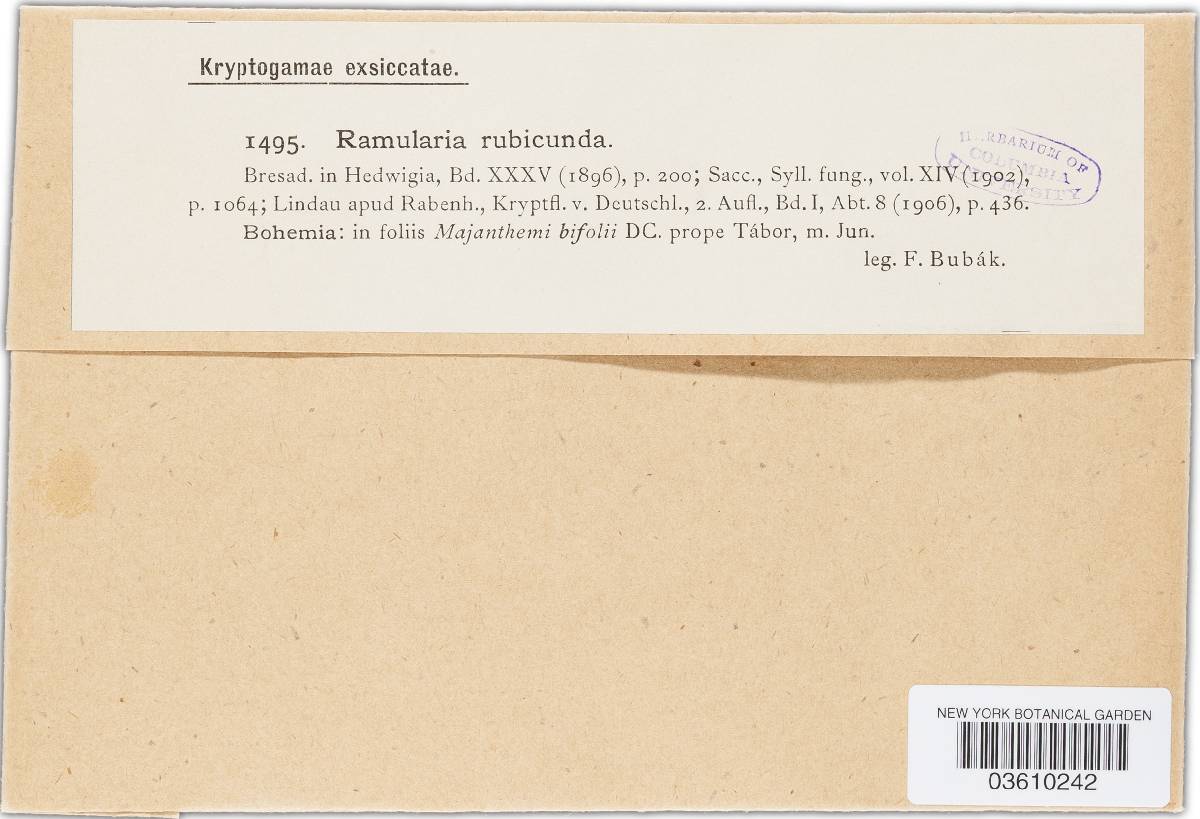 Kryptogamae exsiccatae.
1495. Ramularia rubicunda.
Bresad. in Hedwigia, Bd. XXXV (1896), p. 200; Sacc., Syll. fung., vol. XIV (1902),
p. 1064; Lindau apud Rabenh., Kryptfl. v. Deutschl., 2. Aufl., Bd. I, Abt. 8 (1906), p. 436.
Bohemia: in foliis Majanthemi bifolii DC. prope Tábor, m. Jun.
leg. F. Bubák.
HERBARIUM OF
COLUMBIA
UNIVERSITY
NEW YORK BOTANICAL GARDEN
03610242